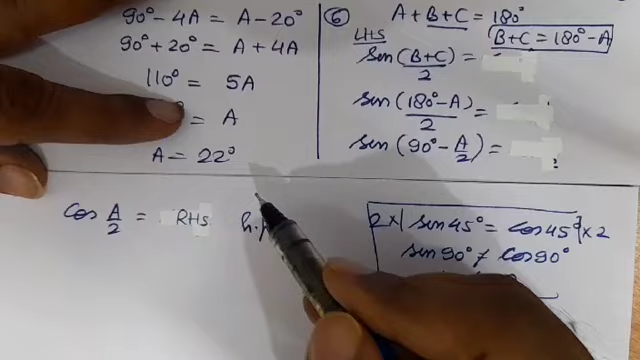 90° - 4A = A - 20°
90° + 20° = A + 4A
110° = 5A
= A
A = 22°
⑥ A + B + C = 180°
B + C = 180° - A
LHS
sin (B+C)/2 =
sin (180° - A)/2 =
sin (90° - A/2) =
?
cos A/2 = RHS
2×| sin 45° = cos 45° }×2
sin 90° ≠ cos 90°